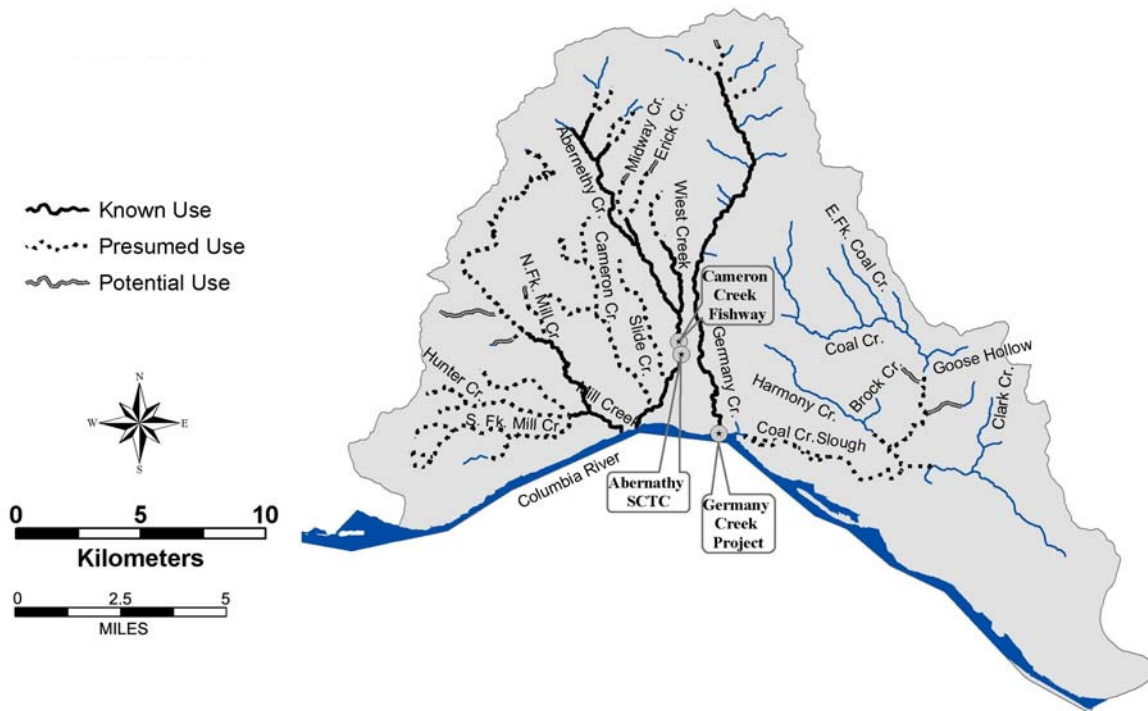 Known Use
Presumed Use
Potential Use
N
W
E
S
0
5
10
Kilometers
0
2.5
5
MILES
Abernethy Cr.
Midway Cr.
Erick Cr.
Wiest Creek
Cameron Cr.
Slide Cr.
N.Fk. Mill Cr.
Hunter Cr.
S. Fk. Mill Cr.
Mill Creek
Columbia River
Cameron
Creek
Fishway
Germany Cr.
E.Fk. Coal Cr.
Coal Cr.
Goose Hollow
Brock Cr.
Harmony Cr.
Clark Cr.
Coal Cr.Slough
Abernathy
SCTC
Germany
Creek
Project